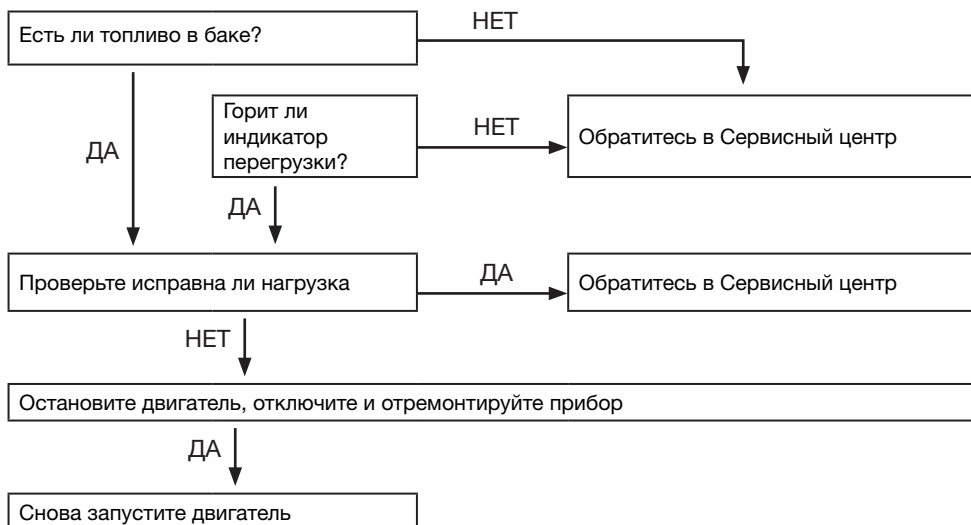 Есть ли топливо в баке?
НЕТ
ДА
Горит ли
индикатор
перегрузки?
НЕТ
Обратитесь в Сервисный центр
ДА
Проверьте исправна ли нагрузка
ДА
Обратитесь в Сервисный центр
НЕТ
Остановите двигатель, отключите и отремонтируйте прибор
ДА
Снова запустите двигатель